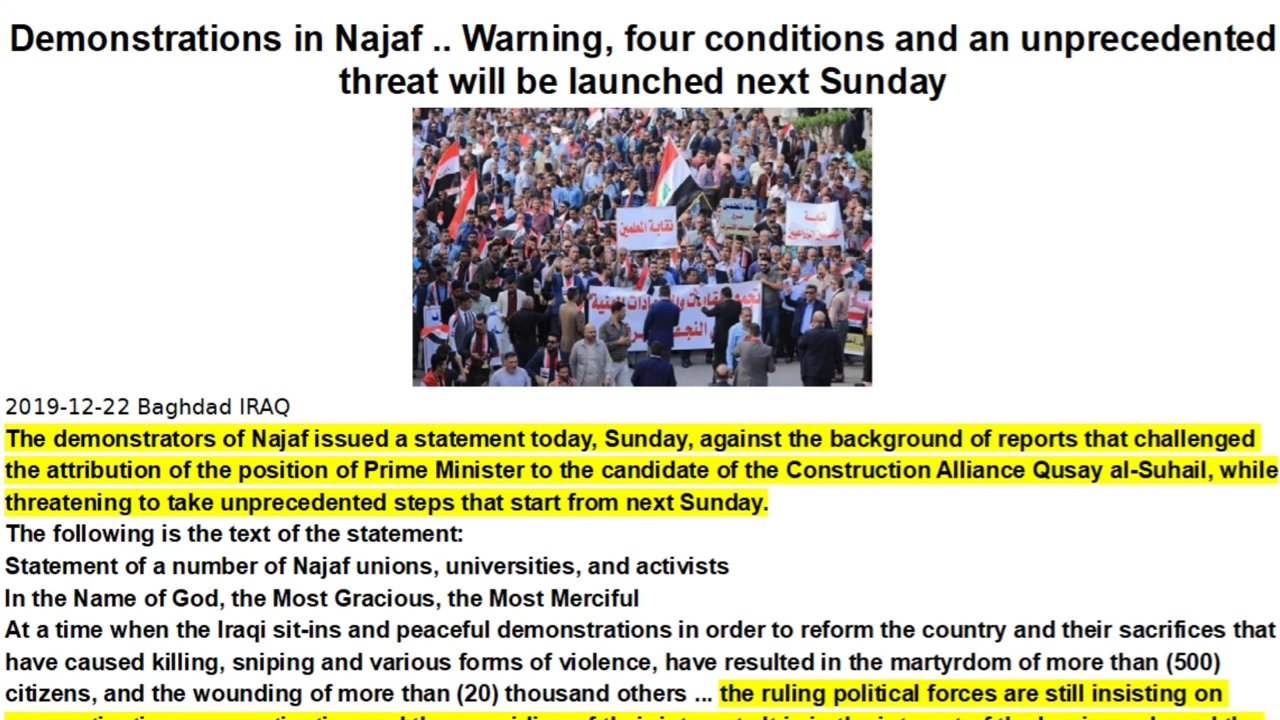 Demonstrations in Najaf .. Warning, four conditions and an unprecedented
threat will be launched next Sunday
نقابة المعلمين
نقابة
2019-12-22 Baghdad IRAQ
The demonstrators of Najaf issued a statement today, Sunday, against the background of reports that challenged
the attribution of the position of Prime Minister to the candidate of the Construction Alliance Qusay al-Suhail, while
threatening to take unprecedented steps that start from next Sunday.
The following is the text of the statement:
Statement of a number of Najaf unions, universities, and activists
In the Name of God, the Most Gracious, the Most Merciful
At a time when the Iraqi sit-ins and peaceful demonstrations in order to reform the country and their sacrifices that
have caused killing, sniping and various forms of violence, have resulted in the martyrdom of more than (500)
citizens, and the wounding of more than (20) thousand others ... the ruling political forces are still insisting on